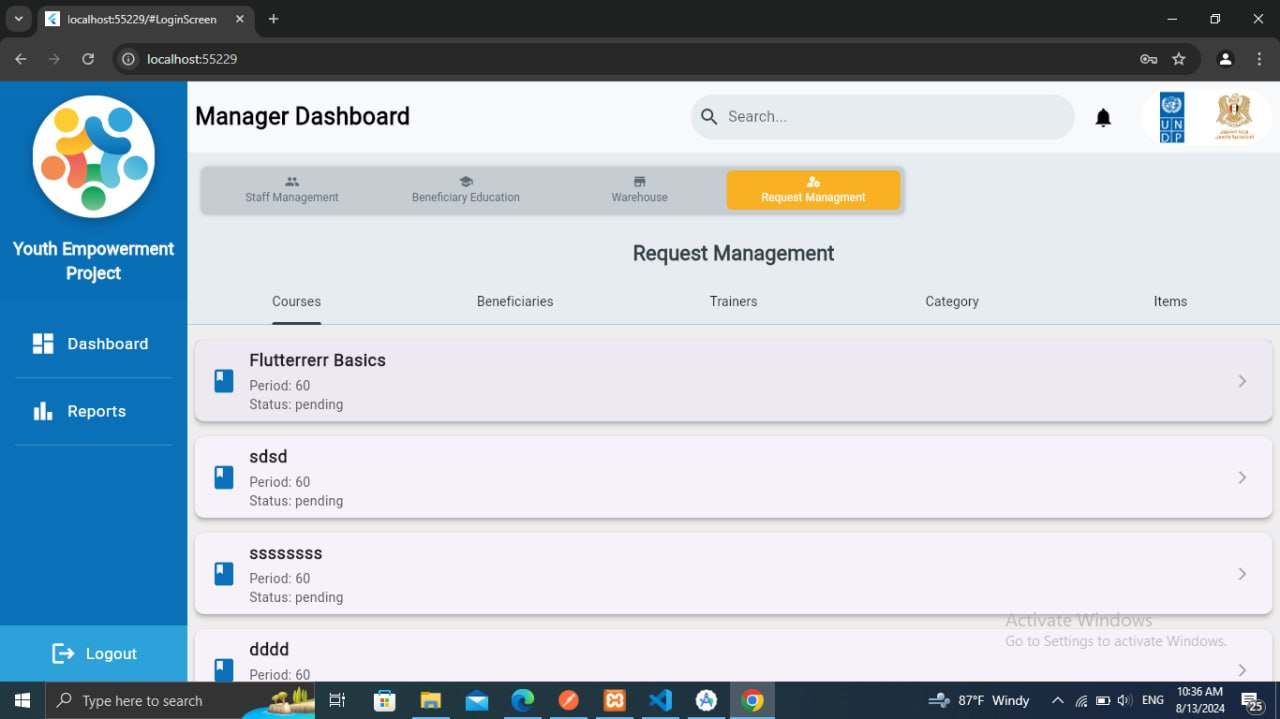 localhost:55229/#LoginScreen
localhost:55229
Manager Dashboard
Search...
U N
D P
Youth Empowerment
Project
Dashboard
Reports
Logout
Staff Management
Beneficiary Education
Warehouse
Request Managment
Request Management
Courses
Beneficiaries
Trainers
Category
Items
Flutterrerr Basics
Period: 60
Status: pending
sdsd
Period: 60
Status: pending
ssssssss
Period: 60
Status: pending
dddd
Period: 60
Activate Windows
Go to Settings to activate Windows.
Type here to search
87°F Windy
ENG
10:36 AM
8/13/2024
25